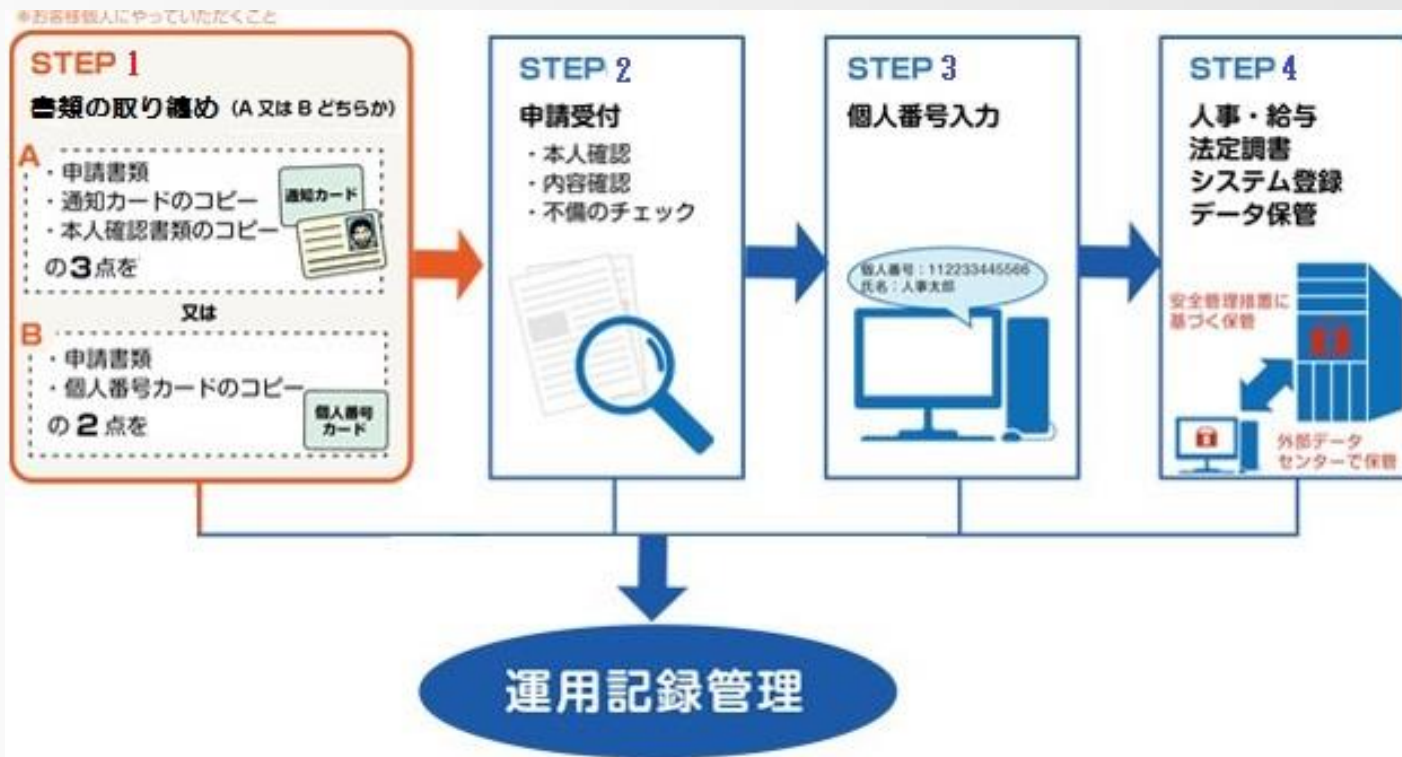 ※お客様個人にやっていただくこと
STEP 1
書類の取り纏め (A 又は B どちらか)
A
・申請書類
・通知カードのコピー
・本人確認書類のコピー
の3点を
通知カード
又は
B
・申請書類
・個人番号カードのコピー
の2点を
個人番号
カード
STEP 2
申請受付
・本人確認
・内容確認
・不備のチェック
STEP 3
個人番号入力
個人番号：112233445566
氏名：人事太郎
STEP 4
人事・給与
法定調書
システム登録
データ保管
安全管理措置に
基づく保管
外部データ
センターで保管
運用記録管理